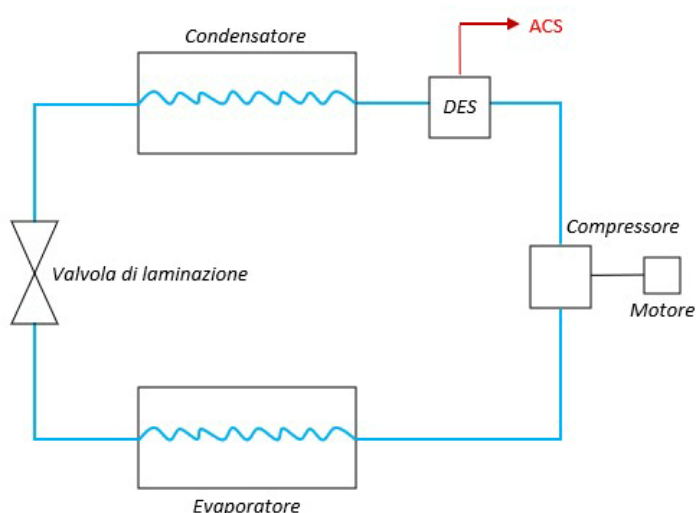 Condensatore
ACS
DES
Compressore
Valvola di laminazione
Motore
Evaporatore